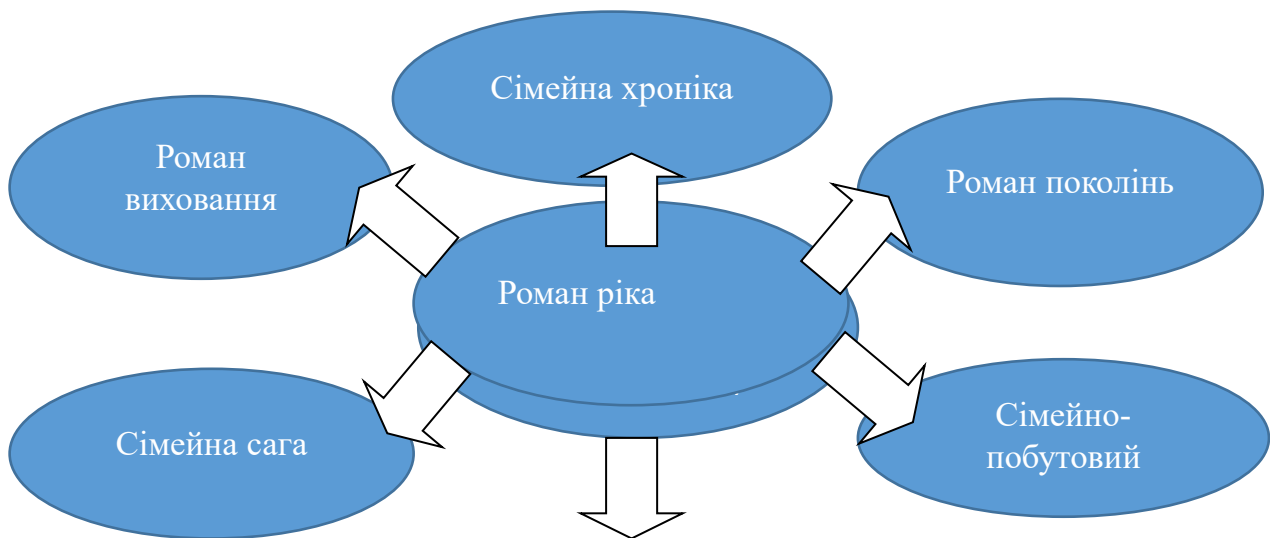 Сімейна хроніка
Роман
виховання
Роман поколінь
Роман ріка
Сімейна сага
Сімейно-
побутовий